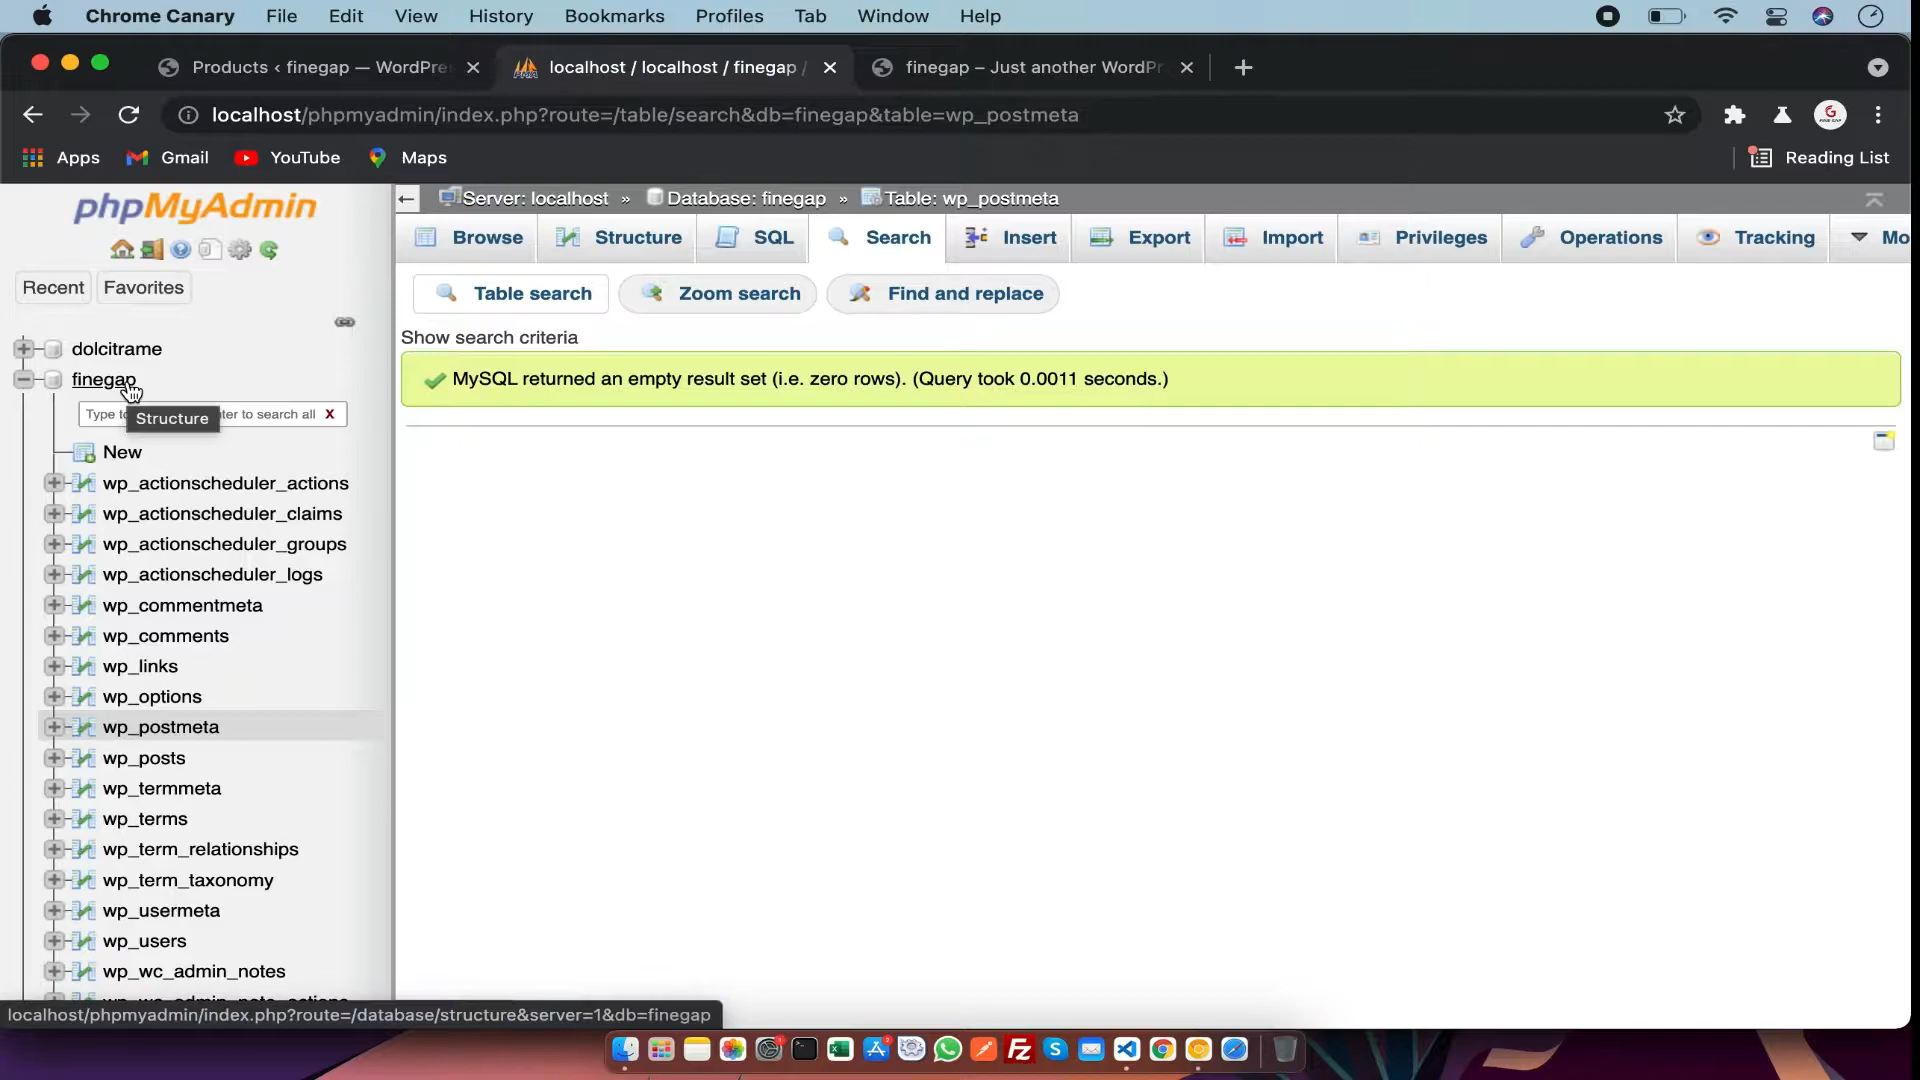 Chrome Canary File Edit View History Bookmarks Profiles Tab Window Help
Products ‹ finegap — WordPre
localhost / localhost / finegap /
finegap – Just another WordPr
localhost/phpmyadmin/index.php?route=/table/search&db=finegap&table=wp_postmeta
Apps Gmail YouTube Maps Reading List
phpMyAdmin
Recent Favorites
Server: localhost » Database: finegap » Table: wp_postmeta
Browse Structure SQL Search Insert Export Import Privileges Operations Tracking Mo
Table search Zoom search Find and replace
Show search criteria
MySQL returned an empty result set (i.e. zero rows). (Query took 0.0011 seconds.)
dolcitrame
finegap
Type to ter to search all X
Structure
New
wp_actionscheduler_actions
wp_actionscheduler_claims
wp_actionscheduler_groups
wp_actionscheduler_logs
wp_commentmeta
wp_comments
wp_links
wp_options
wp_postmeta
wp_posts
wp_termmeta
wp_terms
wp_term_relationships
wp_term_taxonomy
wp_usermeta
wp_users
wp_wc_admin_notes
localhost/phpmyadmin/index.php?route=/database/structure&server=1&db=finegap